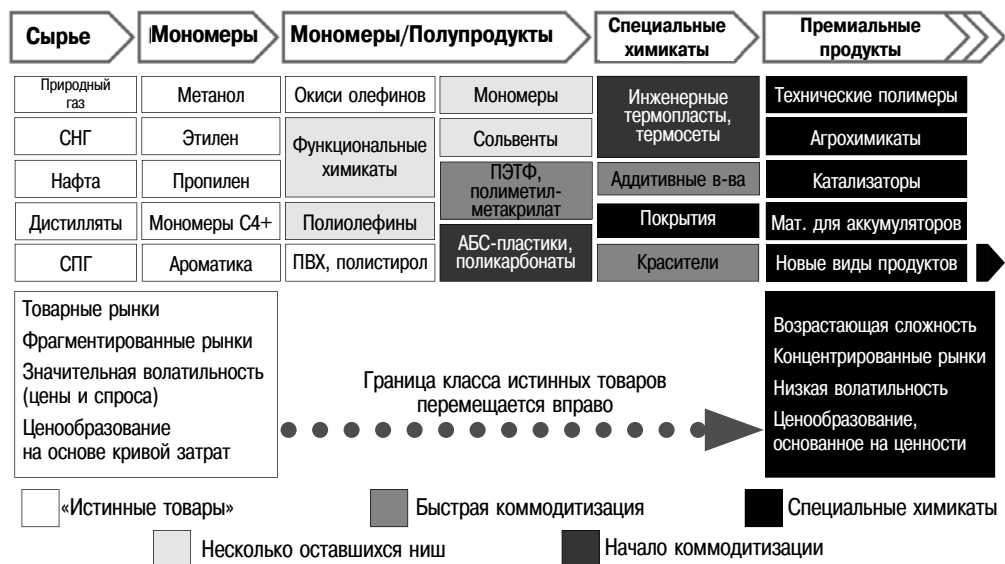 Сырье
Мономеры
Мономеры/Полупродукты
Специальные
химикаты
Премиальные
продукты
Природный
газ
Метанол
Окиси олефинов
Мономеры
Инженерные
термопласты,
термосеты
Технические полимеры
СНГ
Этилен
Функциональные
химикаты
Сольвенты
Агрохимикаты
Нафта
Пропилен
ПЭТФ,
полиметил-
метакрилат
Аддитивные в-ва
Катализаторы
Дистилляты
Мономеры С4+
Полиолефины
АБС-пластики,
поликарбонаты
Покрытия
Мат. для аккумуляторов
СПГ
Ароматика
ПВХ, полистирол
Красители
Новые виды продуктов
Товарные рынки
Фрагментированные рынки
Значительная волатильность
(цены и спроса)
Ценообразование
на основе кривой затрат
Граница класса истинных товаров
перемещается вправо
Возрастающая сложность
Концентрированные рынки
Низкая волатильность
Ценообразование,
основанное на ценности
«Истинные товары»
Быстрая коммодитизация
Специальные химикаты
Несколько оставшихся ниш
Начало коммодитизации